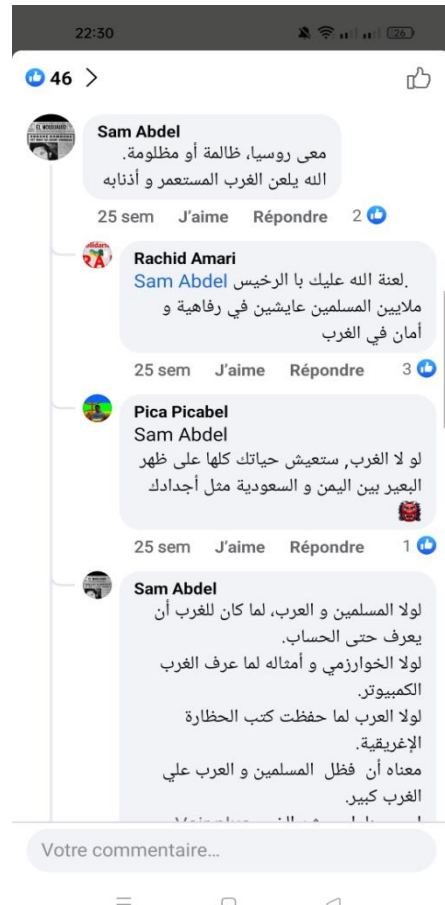 22:30
26
46
Sam Abdel
معى روسيا، ظالمة أو مظلومة.
الله يلعن الغرب المستعمر و أذنابه
25 sem J'aime Répondre 2
Rachid Amari
Sam Abdel لعنة الله عليك با الرخيس.
ملايين المسلمين عايشين في رفاهية و
أمان في الغرب
25 sem J'aime Répondre 3
Pica Picabel
Sam Abdel
لو لا الغرب, ستعيش حياتك كلها على ظهر
البعير بين اليمن و السعودية مثل أجدادك
25 sem J'aime Répondre 1
Sam Abdel
لولا المسلمين و العرب، لما كان للغرب أن
يعرف حتى الحساب.
لولا الخوارزمي و أمثاله لما عرف الغرب
الكمبيوتر.
لولا العرب لما حفظت كتب الحظارة
الإغريقية.
معناه أن فظل المسلمين و العرب علي
الغرب كبير.
Votre commentaire...